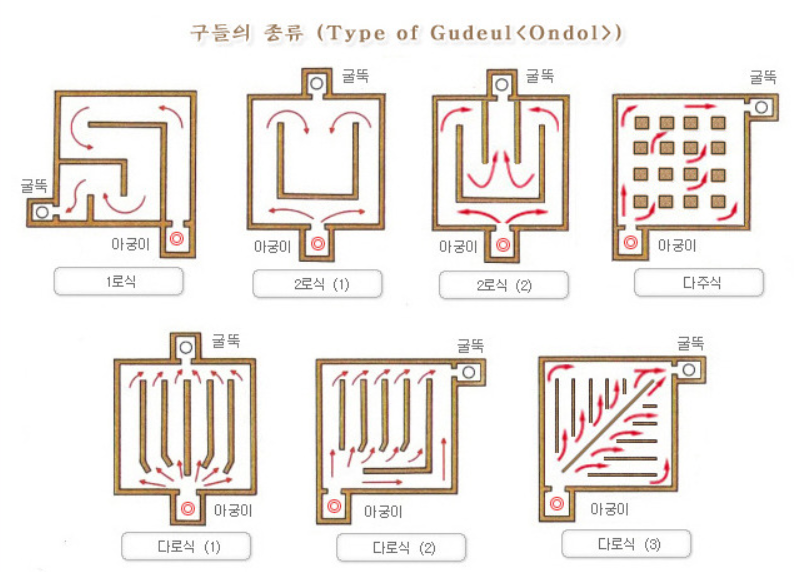 구들의 종류 (Type of Gudeul<Ondol>)
굴뚝
아궁이
1로식
굴뚝
아궁이
2로식 (1)
굴뚝
아궁이
2로식 (2)
굴뚝
아궁이
다주식
굴뚝
아궁이
다로식 (1)
굴뚝
아궁이
다로식 (2)
굴뚝
아궁이
다로식 (3)